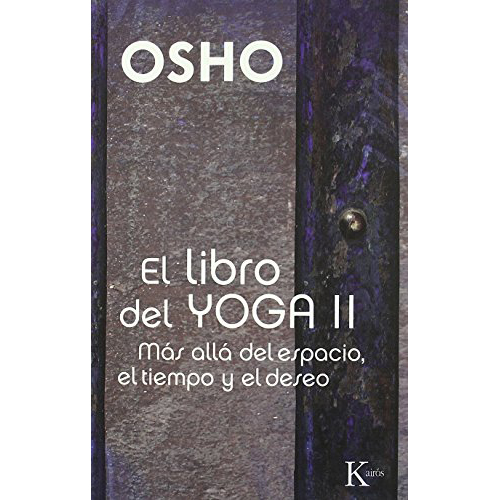 OSHO
El libro
del YOGA II
Más allá del espacio,
el tiempo y el deseo
Kairós